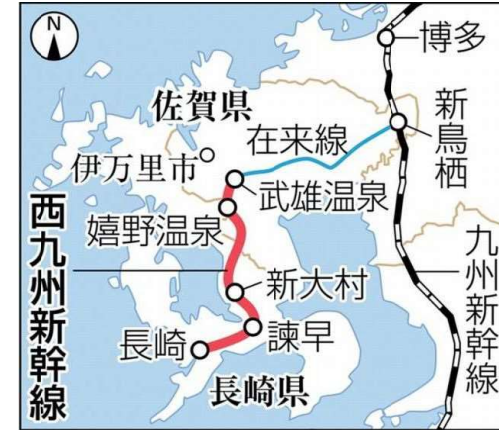 N
博多
佐賀県
新鳥栖
在来線
伊万里市
武雄温泉
嬉野温泉
西九州新幹線
新大村
九州新幹線
諫早
長崎
長崎県